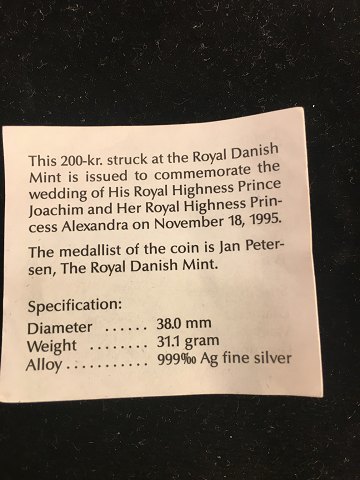 This 200-kr. struck at the Royal Danish
Mint is issued to commemorate the
wedding of His Royal Highness Prince
Joachim and Her Royal Highness Prin-
cess Alexandra on November 18, 1995.
The medallist of the coin is Jan Peter-
sen, The Royal Danish Mint.
Specification:
Diameter ...... 38.0 mm
Weight ........ 31.1 gram
Alloy ........... 999‰ Ag fine silver